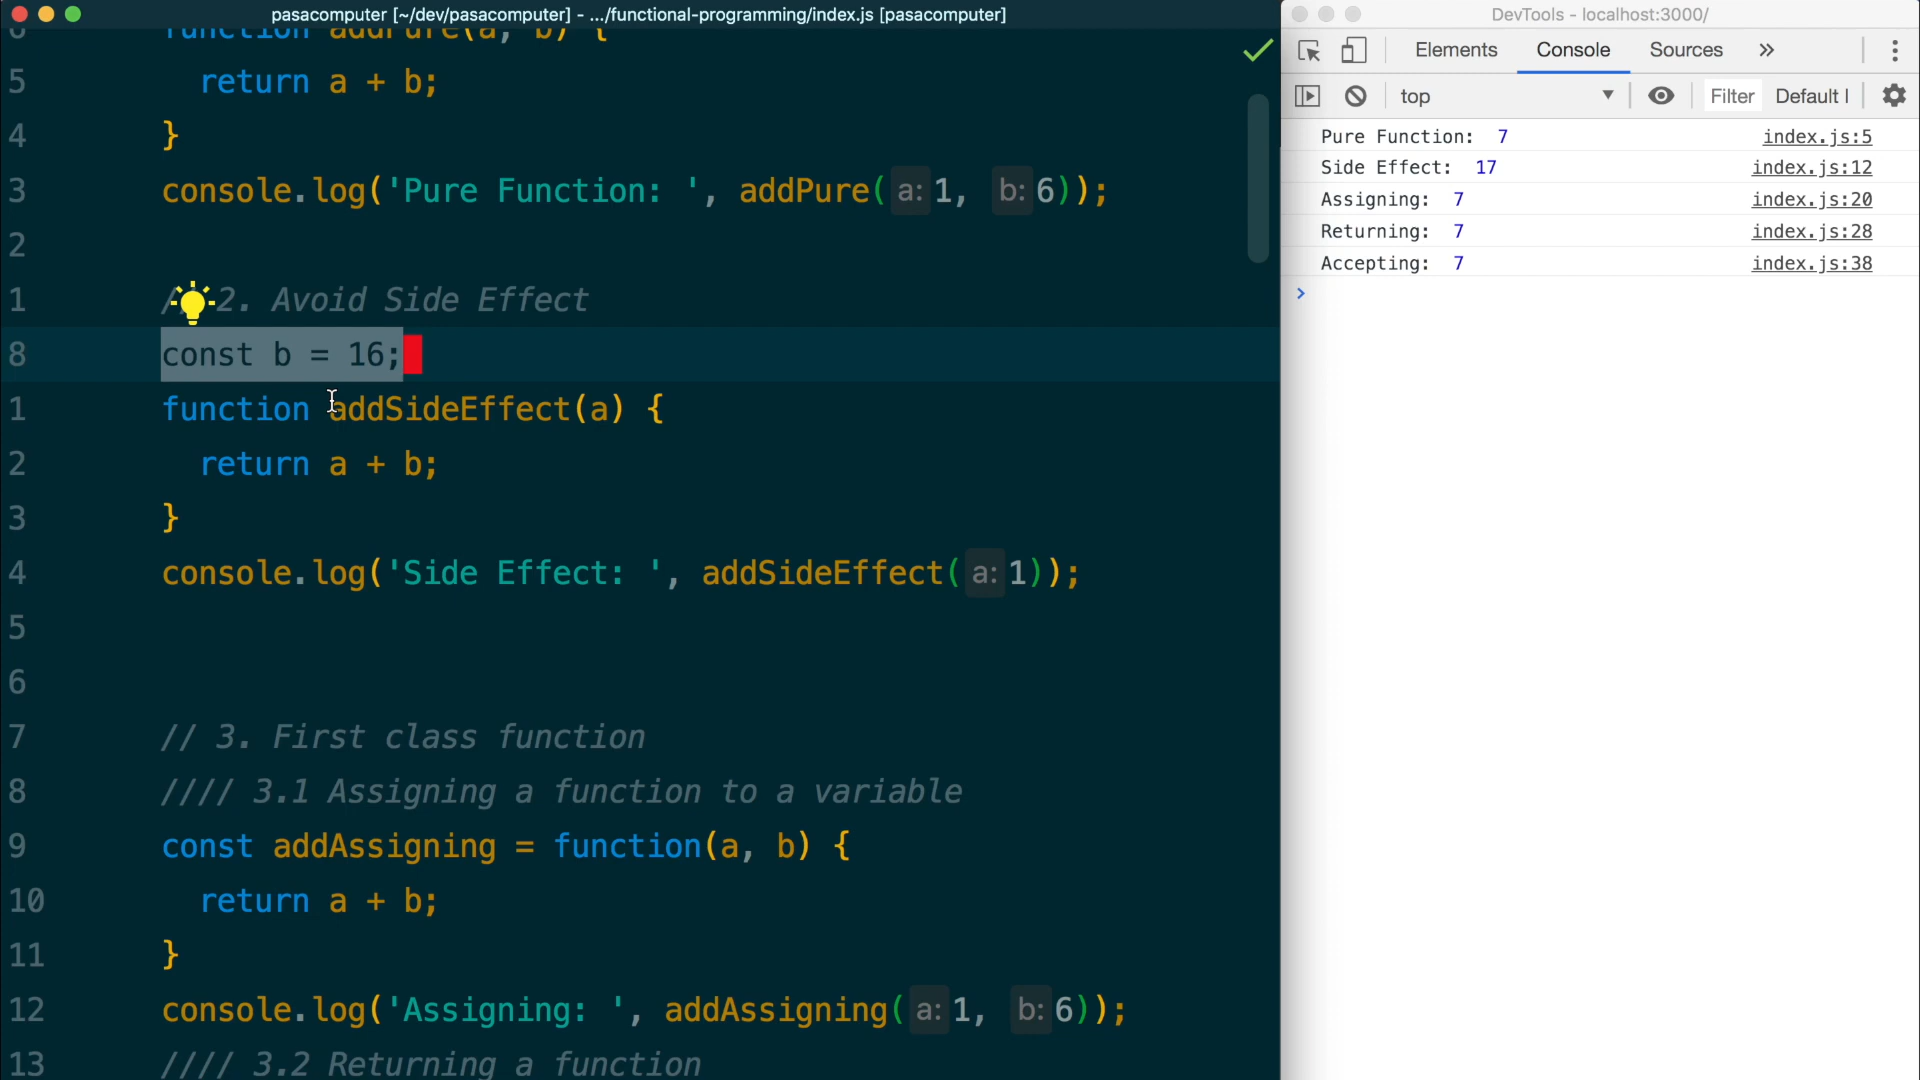 pasacomputer [~/dev/pasacomputer] - .../functional-programming/index.js [pasacomputer]
6 function addPure(a, b) {
5 return a + b;
4 }
3 console.log('Pure Function: ', addPure( a: 1, b: 6));
2
1 // 2. Avoid Side Effect
8 const b = 16;
1 function addSideEffect(a) {
2 return a + b;
3 }
4 console.log('Side Effect: ', addSideEffect( a: 1));
5
6
7 // 3. First class function
8 //// 3.1 Assigning a function to a variable
9 const addAssigning = function(a, b) {
10 return a + b;
11 }
12 console.log('Assigning: ', addAssigning( a: 1, b: 6));
13 //// 3.2 Returning a function
DevTools - localhost:3000/
Elements Console Sources »
top Filter Default l
Pure Function: 7 index.js:5
Side Effect: 17 index.js:12
Assigning: 7 index.js:20
Returning: 7 index.js:28
Accepting: 7 index.js:38
>